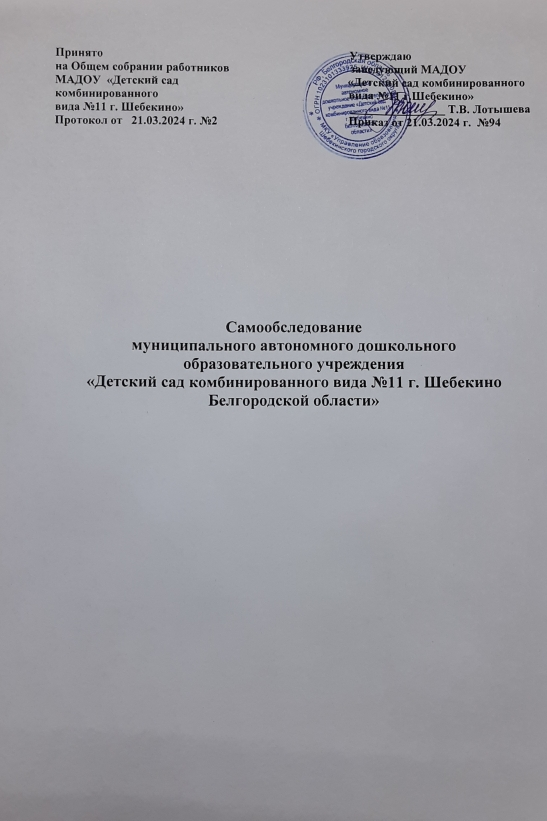 Принято
на Общем собрании работников
МАДОУ «Детский сад
комбинированного
вида №11 г. Шебекино»
Протокол от 21.03.2024 г. №2
Утверждаю
заведующий МАДОУ
«Детский сад комбинированного
вида №11 г. Шебекино»
Т.В. Лотышева
Приказ от 21.03.2024 г. №94
Самообследование
муниципального автономного дошкольного
образовательного учреждения
«Детский сад комбинированного вида №11 г. Шебекино
Белгородской области»